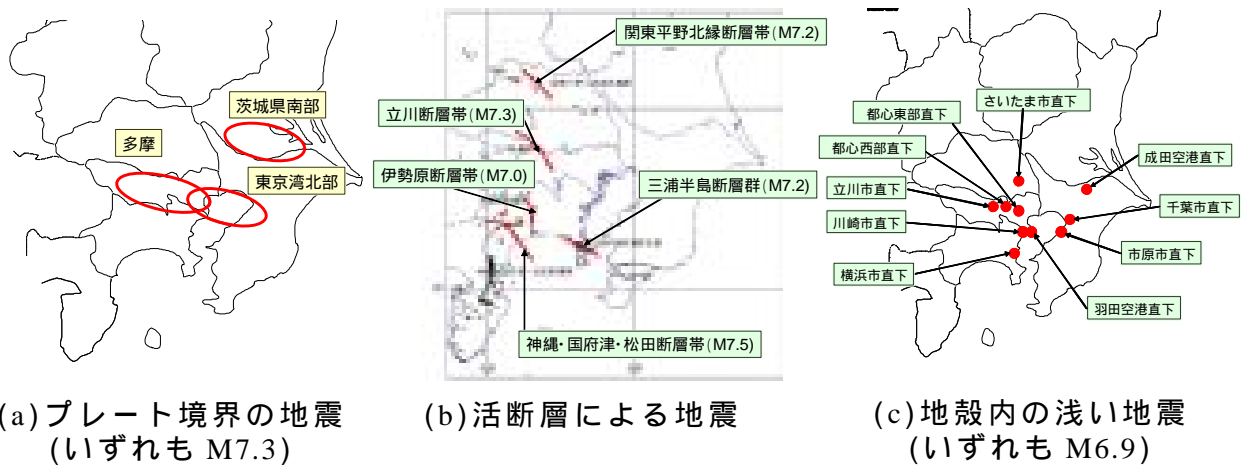 茨城県南部
多摩
東京湾北部
(a)プレート境界の地震
(いずれも M7.3)
関東平野北縁断層帯(M7.2)
立川断層帯(M7.3)
伊勢原断層帯(M7.0)
三浦半島断層群(M7.2)
神縄・国府津・松田断層帯(M7.5)
(b)活断層による地震
さいたま市直下
都心東部直下
都心西部直下
成田空港直下
立川市直下
千葉市直下
川崎市直下
市原市直下
横浜市直下
羽田空港直下
(c)地殻内の浅い地震
(いずれも M6.9)